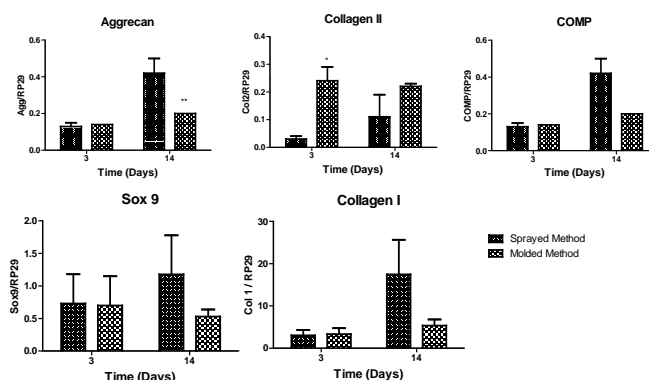 Aggrecan
Agg/RP29
0.6
0.4
0.2
0.0
**
3
14
Time (Days)
Collagen II
Col2/RP29
0.4
0.3
0.2
0.1
0.0
*
3
14
Time (Days)
COMP
COMP/RP29
0.6
0.4
0.2
0.0
3
14
Time (Days)
Sox 9
Sox9/RP29
2.0
1.5
1.0
0.5
0.0
3
14
Time (Days)
Collagen I
Col 1 / RP29
30
20
10
0
3
14
Time (Days)
Sprayed Method
Molded Method